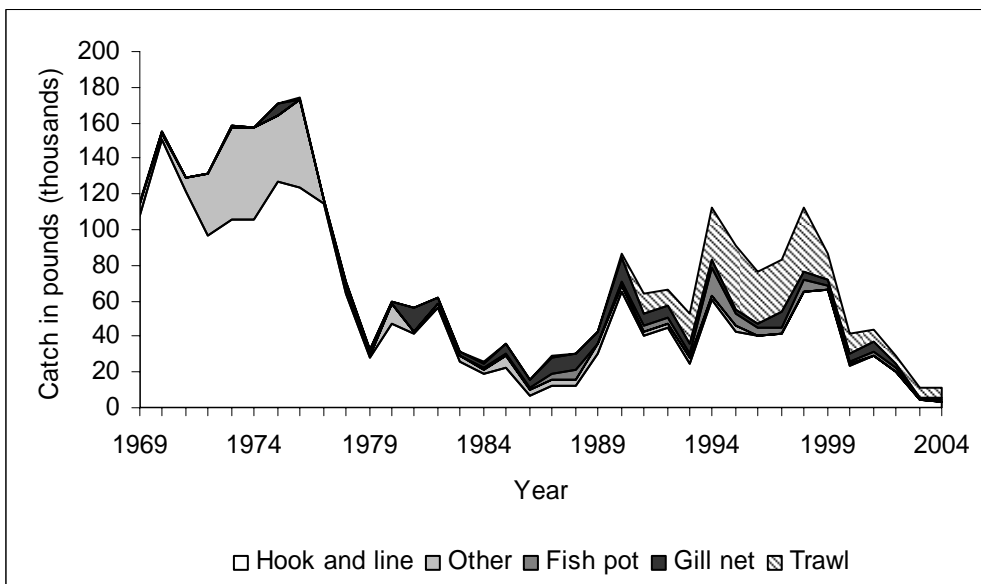 Catch in pounds (thousands)
200
180
160
140
120
100
80
60
40
20
0
1969 1974 1979 1984 1989 1994 1999 2004
Year
Hook and line Other Fish pot Gill net Trawl